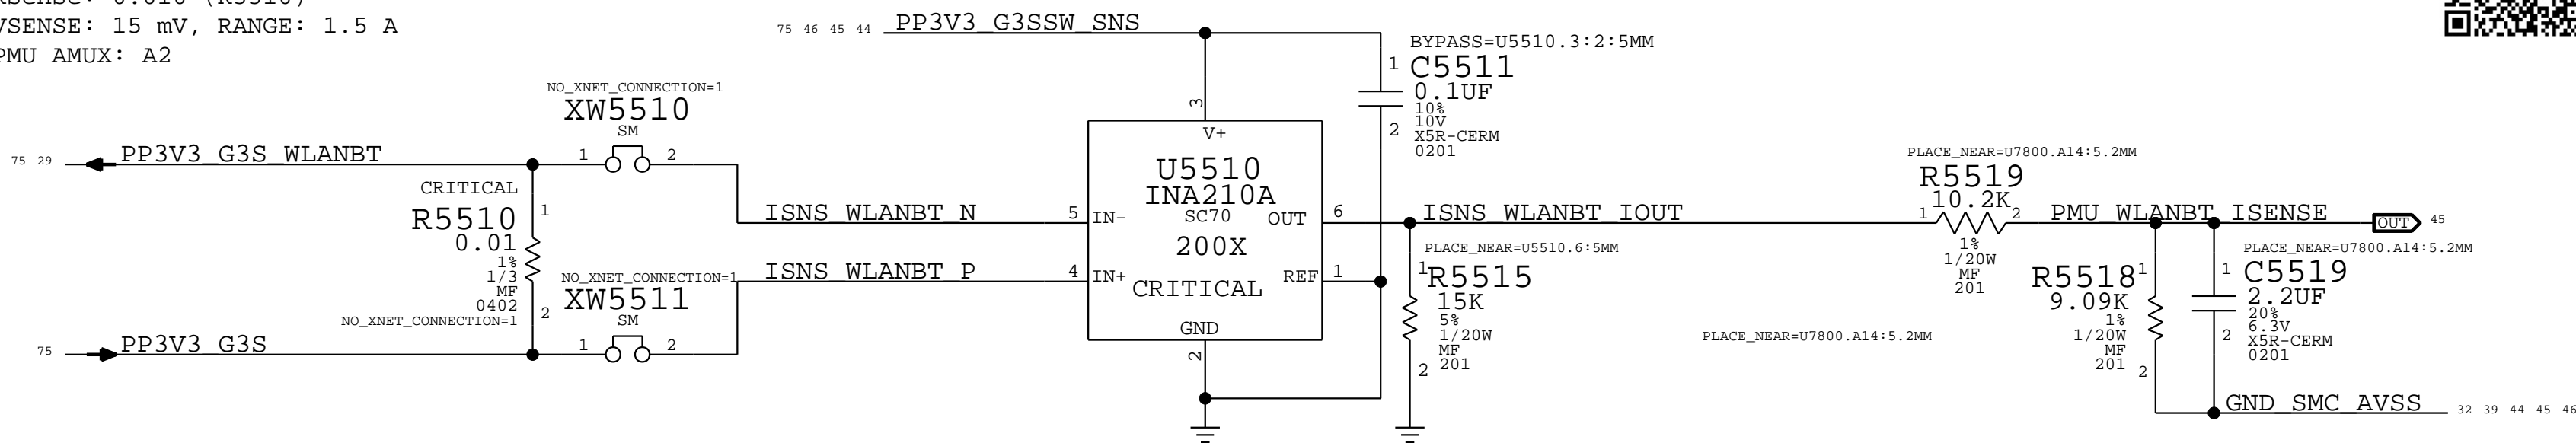 VSENSE: 15 mV, RANGE: 1.5 A
PMU AMUX: A2
75 46 45 44 PP3V3_G3SSW_SNS
BYPASS=U5510.3:2:5MM
1 C5511
0.1UF
10%
10V
2 X5R-CERM
0201
NO_XNET_CONNECTION=1
XW5510
SM
75 29 PP3V3_G3S_WLANBT 1 2
CRITICAL
R5510 1
0.01
1%
1/3
MF
0402
NO_XNET_CONNECTION=1 2
NO_XNET_CONNECTION=1
XW5511
SM
75 PP3V3_G3S 1 2
ISNS_WLANBT_N 5 IN-
ISNS_WLANBT_P 4 IN+
3
V+
U5510
INA210A
SC70
200X
CRITICAL
OUT 6
REF 1
GND
2
ISNS_WLANBT_IOUT
PLACE_NEAR=U5510.6:5MM
1 R5515
15K
5%
1/20W
MF
2 201
PLACE_NEAR=U7800.A14:5.2MM
R5519
10.2K
1 2
1%
1/20W
MF
201
PMU_WLANBT_ISENSE OUT 45
PLACE_NEAR=U7800.A14:5.2MM
R5518 1
9.09K
1%
1/20W
MF
201 2
PLACE_NEAR=U7800.A14:5.2MM
1 C5519
2.2UF
20%
6.3V
2 X5R-CERM
0201
GND_SMC_AVSS 32 39 44 45 46